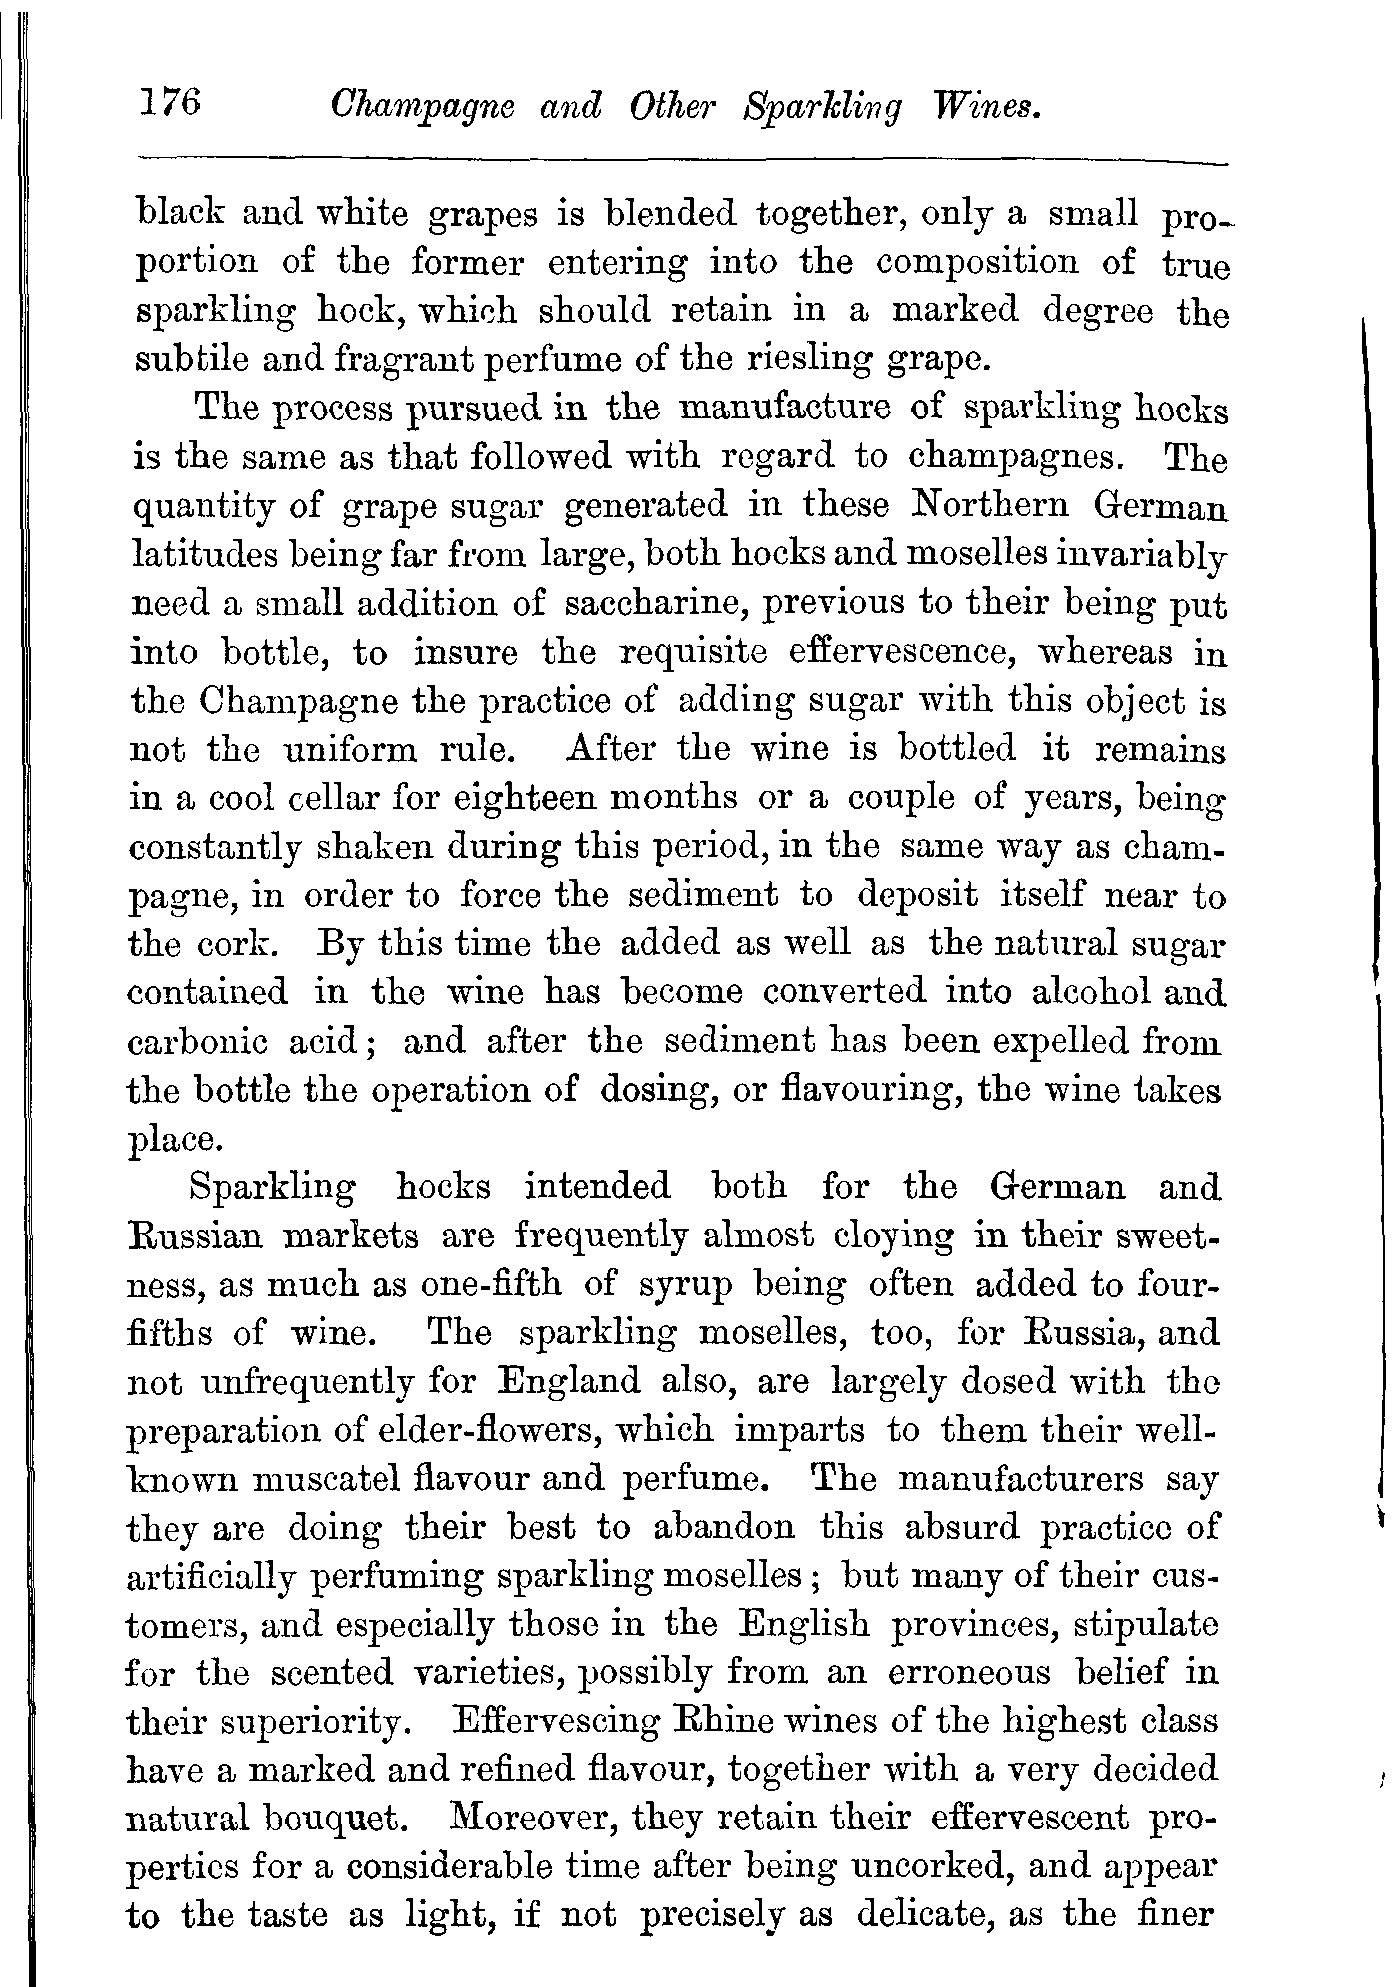 176 Champagne and Other Sparkling Wines.
black and white grapes is blended together, only a small pro-
portion of the former entering into the composition of true
sparkling hock, which should retain in a marked degree the
subtile and fragrant perfume of the riesling grape.
The process pursued in the manufacture of sparkling hocks
is the same as that followed with regard to champagnes. The
quantity of grape sugar generated in these Northern German
latitudes being far from large, both hocks and moselles invariably
need a small addition of saccharine, previous to their being put
into bottle, to insure the requisite effervescence, whereas in
the Champagne the practice of adding sugar with this object is
not the uniform rule. After the wine is bottled it remains
in a cool cellar for eighteen months or a couple of years, being
constantly shaken during this period, in the same way as cham-
pagne, in order to force the sediment to deposit itself near to
the cork. By this time the added as well as the natural sugar
contained in the wine has become converted into alcohol and
carbonic acid; and after the sediment has been expelled from
the bottle the operation of dosing, or flavouring, the wine takes
place.
Sparkling hocks intended both for the German and
Russian markets are frequently almost cloying in their sweet-
ness, as much as one-fifth of syrup being often added to four-
fifths of wine. The sparkling moselles, too, for Russia, and
not unfrequently for England also, are largely dosed with the
preparation of elder-flowers, which imparts to them their well-
known muscatel flavour and perfume. The manufacturers say
they are doing their best to abandon this absurd practice of
artificially perfuming sparkling moselles; but many of their cus-
tomers, and especially those in the English provinces, stipulate
for the scented varieties, possibly from an erroneous belief in
their superiority. Effervescing Rhine wines of the highest class
have a marked and refined flavour, together with a very decided
natural bouquet. Moreover, they retain their effervescent pro-
perties for a considerable time after being uncorked, and appear
to the taste as light, if not precisely as delicate, as the finer